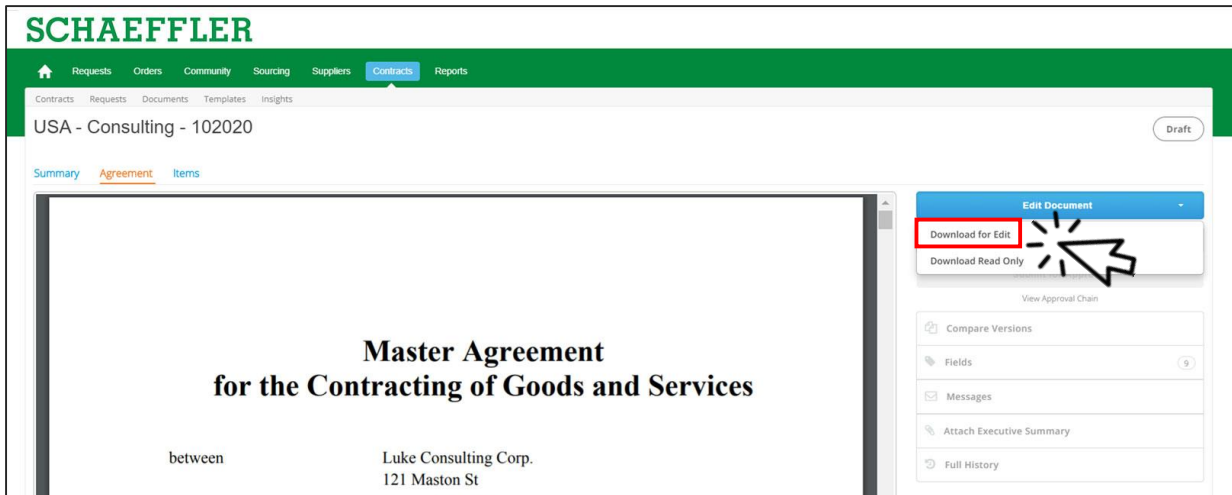 SCHAEFFLER
Requests Orders Community Sourcing Suppliers Contracts Reports
Contracts Requests Documents Templates Insights
USA - Consulting - 102020
Draft
Summary Agreement Items
Edit Document
Download for Edit
Download Read Only
View Approval Chain
Compare Versions
Fields 9
Messages
Attach Executive Summary
Full History
Master Agreement
for the Contracting of Goods and Services
between Luke Consulting Corp.
121 Maston St